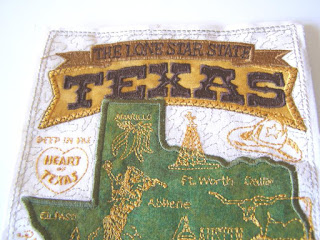 THE LONE STAR STATE
TEXAS
AMARILLO
DEEP IN THE
HEART
OF
TEXAS
Ft. Worth Dallas
Abilene
El Paso